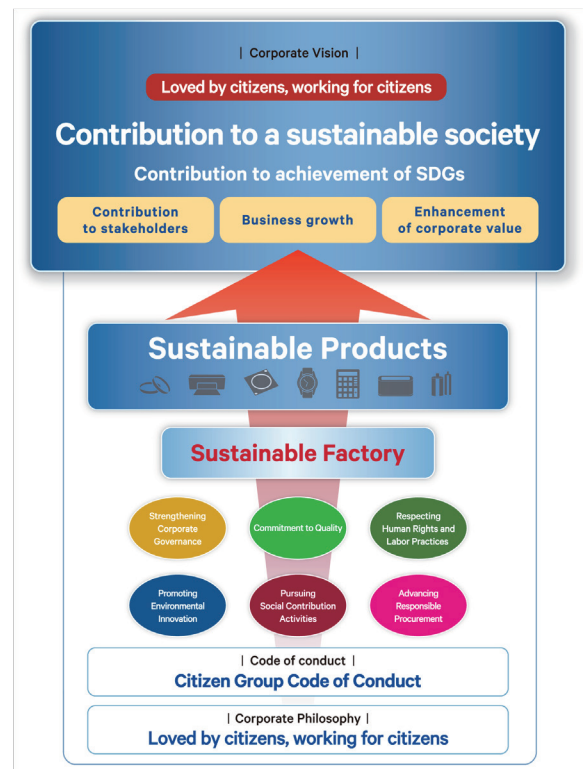 | Corporate Vision |
Loved by citizens, working for citizens
Contribution to a sustainable society
Contribution to achievement of SDGs
Contribution
to stakeholders
Business growth
Enhancement
of corporate value
Sustainable Products
Sustainable Factory
Strengthening
Corporate
Governance
Commitment to Quality
Respecting
Human Rights and
Labor Practices
Promoting
Environmental
Innovation
Pursuing
Social Contribution
Activities
Advancing
Responsible
Procurement
| Code of conduct |
Citizen Group Code of Conduct
| Corporate Philosophy |
Loved by citizens, working for citizens